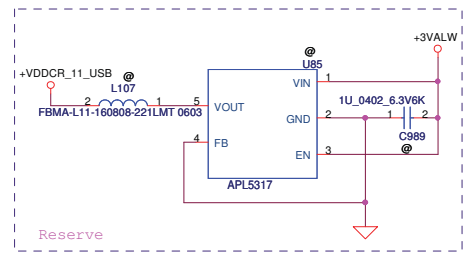 +3VALW
@
U85
+VDDCR_11_USB
@
L107
2
1
5
VOUT
VIN
1
1U_0402_6.3V6K
FBMA-L11-160808-221LMT 0603
GND
2
1
2
4
FB
C989
@
EN
3
APL5317
Reserve